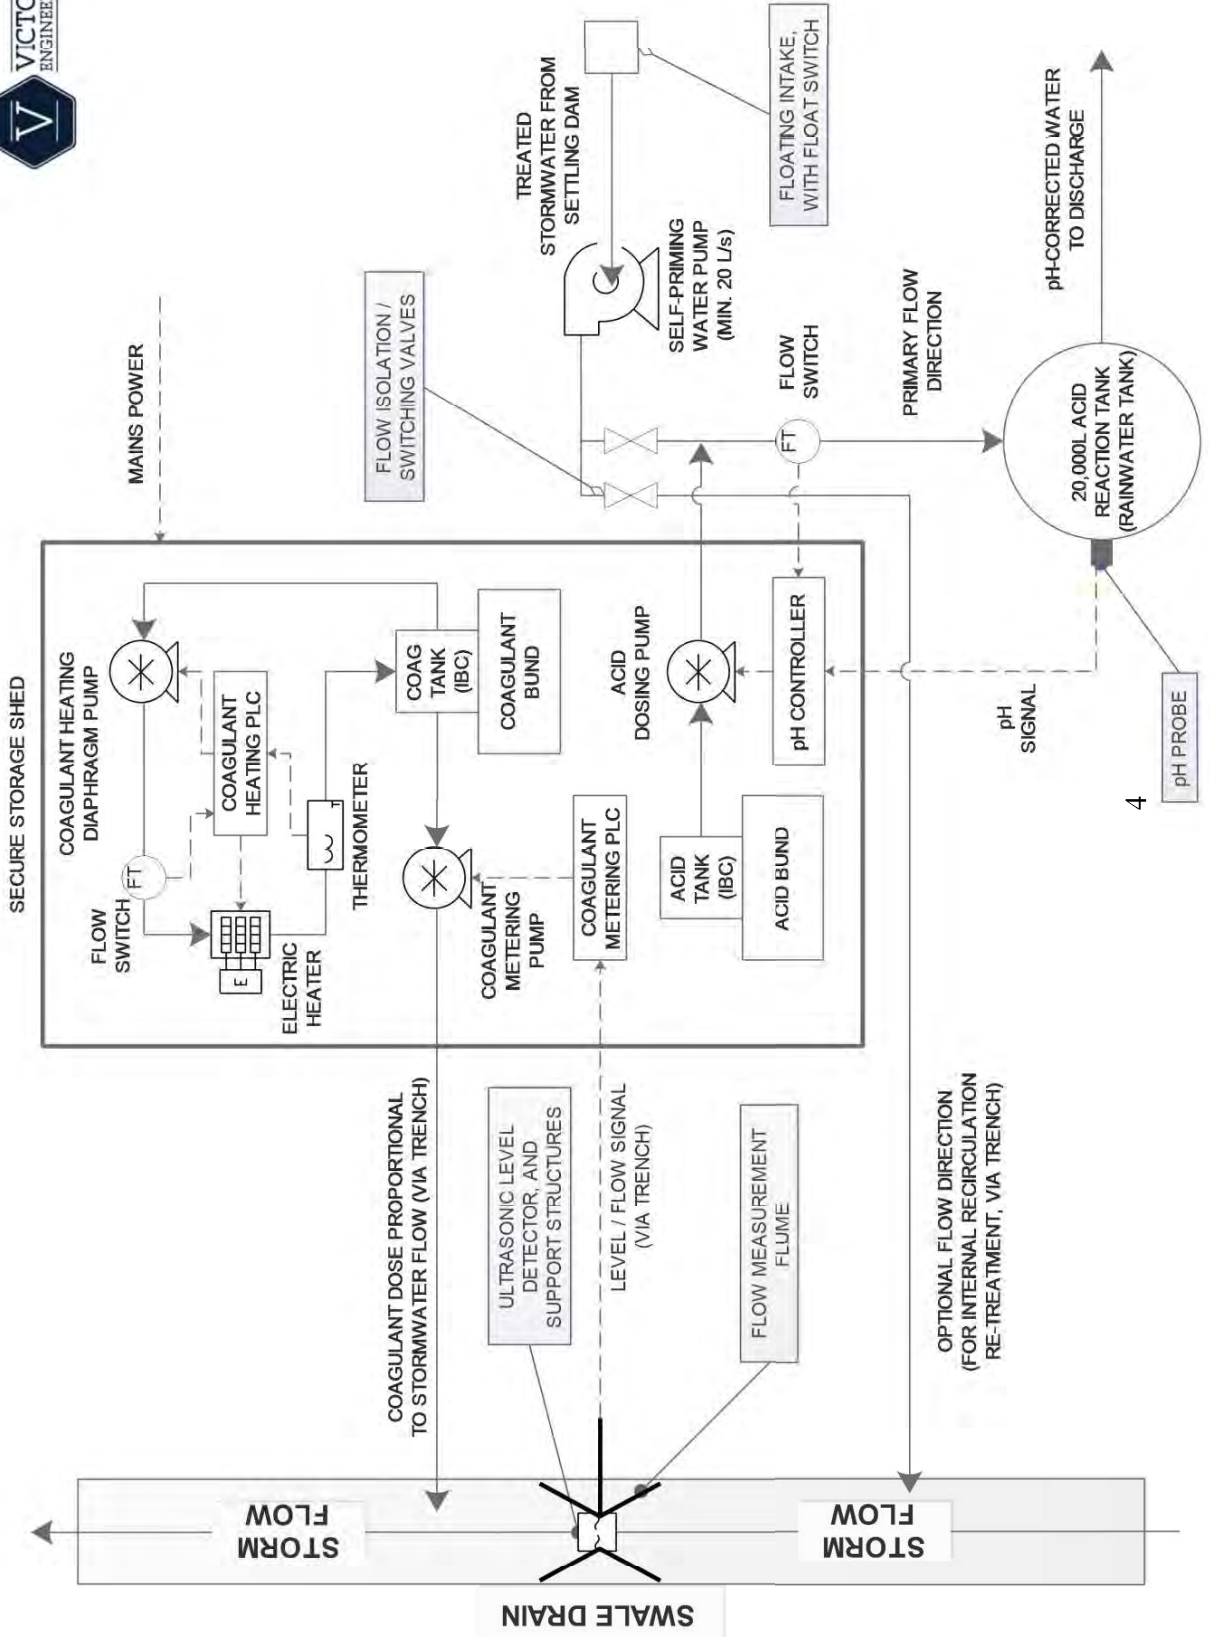 VICTO
ENGINEE
V
SECURE STORAGE SHED
MAINS POWER
COAGULANT HEATING
DIAPHRAGM PUMP
FLOW
SWITCH
FT
COAGULANT
HEATING PLC
E
ELECTRIC
HEATER
T
THERMOMETER
COAG
TANK
(IBC)
COAGULANT
BUND
COAGULANT
METERING
PUMP
COAGULANT
METERING PLC
ACID
TANK
(IBC)
ACID BUND
ACID
DOSING PUMP
pH CONTROLLER
FLOW ISOLATION /
SWITCHING VALVES
TREATED
STORMWATER FROM
SETTLING DAM
SELF-PRIMING
WATER PUMP
(MIN. 20 L/s)
FLOATING INTAKE,
WITH FLOAT SWITCH
FLOW
SWITCH
FT
PRIMARY FLOW
DIRECTION
20,000L ACID
REACTION TANK
(RAINWATER TANK)
pH-CORRECTED WATER
TO DISCHARGE
pH
SIGNAL
pH PROBE
4
COAGULANT DOSE PROPORTIONAL
TO STORMWATER FLOW (VIA TRENCH)
ULTRASONIC LEVEL
DETECTOR, AND
SUPPORT STRUCTURES
LEVEL / FLOW SIGNAL
(VIA TRENCH)
FLOW MEASUREMENT
FLUME
OPTIONAL FLOW DIRECTION
(FOR INTERNAL RECIRCULATION
RE-TREATMENT, VIA TRENCH)
STORM
FLOW
STORM
FLOW
SWALE DRAIN